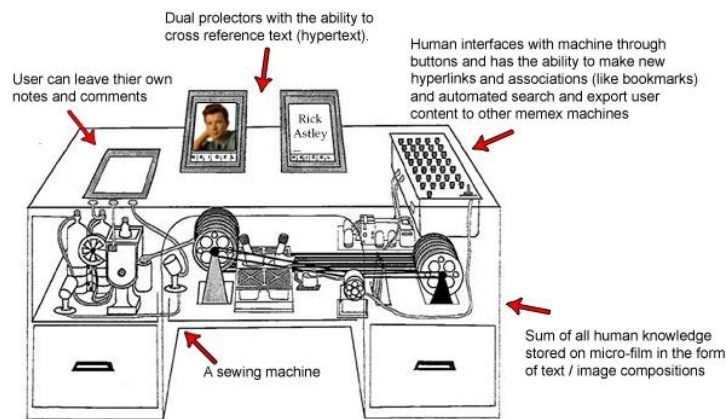 Dual prolectors with the ability to
cross reference text (hypertext).
Human interfaces with machine through
buttons and has the ability to make new
hyperlinks and associations (like bookmarks)
and automated search and export user
content to other memex machines
User can leave thier own
notes and comments
Rick
Astley
A sewing machine
Sum of all human knowledge
stored on micro-film in the form
of text / image compositions